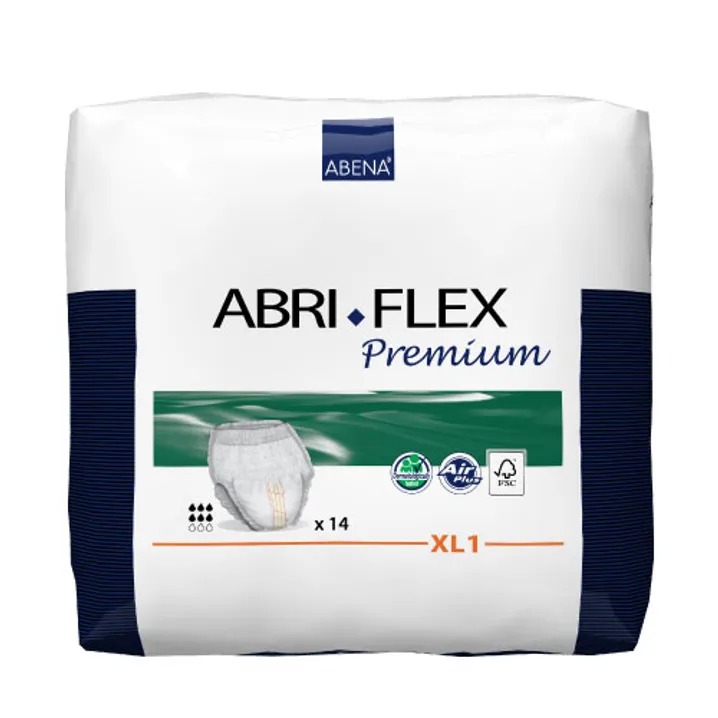 ABENA®
ABRI · FLEX
Premium
Air
Plus
FSC
x 14
XL1